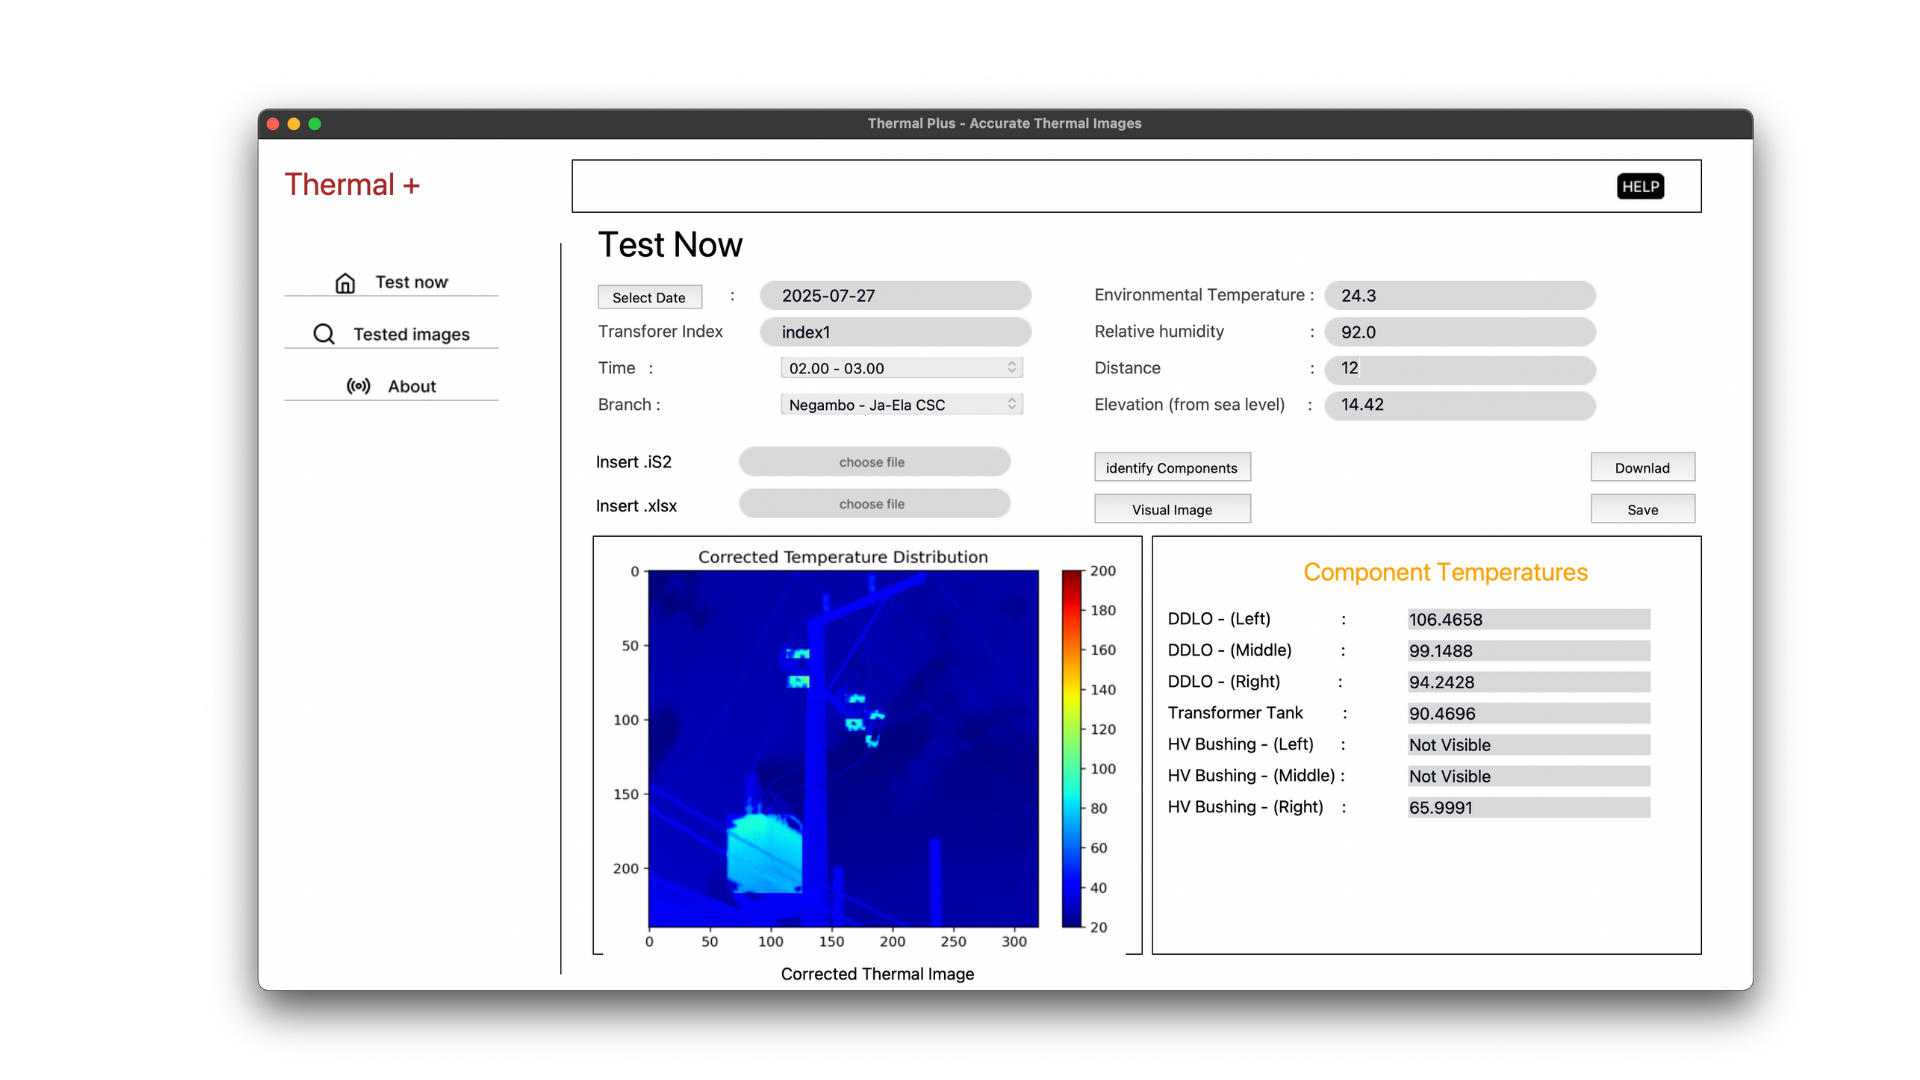 Thermal Plus - Accurate Thermal Images
Thermal +
HELP
Test now
Tested images
About
Test Now
Select Date : 2025-07-27
Transforer Index index1
Time : 02.00 - 03.00
Branch : Negambo - Ja-Ela CSC
Environmental Temperature : 24.3
Relative humidity : 92.0
Distance : 12
Elevation (from sea level) : 14.42
Insert .iS2 choose file
Insert .xlsx choose file
identify Components
Visual Image
Downlad
Save
Corrected Temperature Distribution
0
50
100
150
200
0 50 100 150 200 250 300
200
180
160
140
120
100
80
60
40
20
Corrected Thermal Image
Component Temperatures
DDLO - (Left) : 106.4658
DDLO - (Middle) : 99.1488
DDLO - (Right) : 94.2428
Transformer Tank : 90.4696
HV Bushing - (Left) : Not Visible
HV Bushing - (Middle) : Not Visible
HV Bushing - (Right) : 65.9991